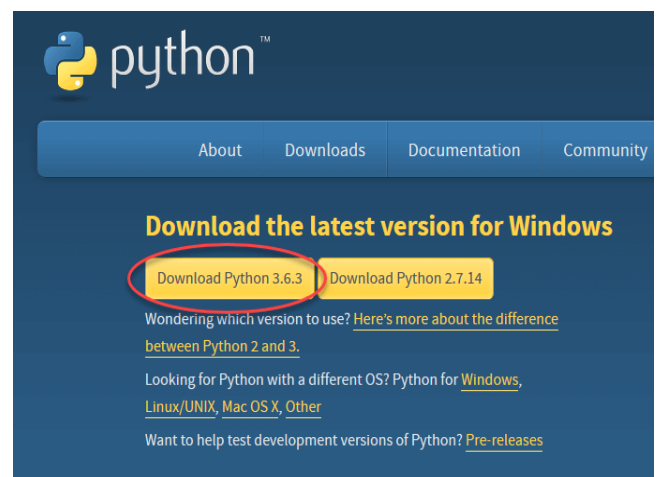 python™
About Downloads Documentation Community
Download the latest version for Windows
Download Python 3.6.3 Download Python 2.7.14
Wondering which version to use? Here's more about the difference
between Python 2 and 3.
Looking for Python with a different OS? Python for Windows,
Linux/UNIX, Mac OS X, Other
Want to help test development versions of Python? Pre-releases